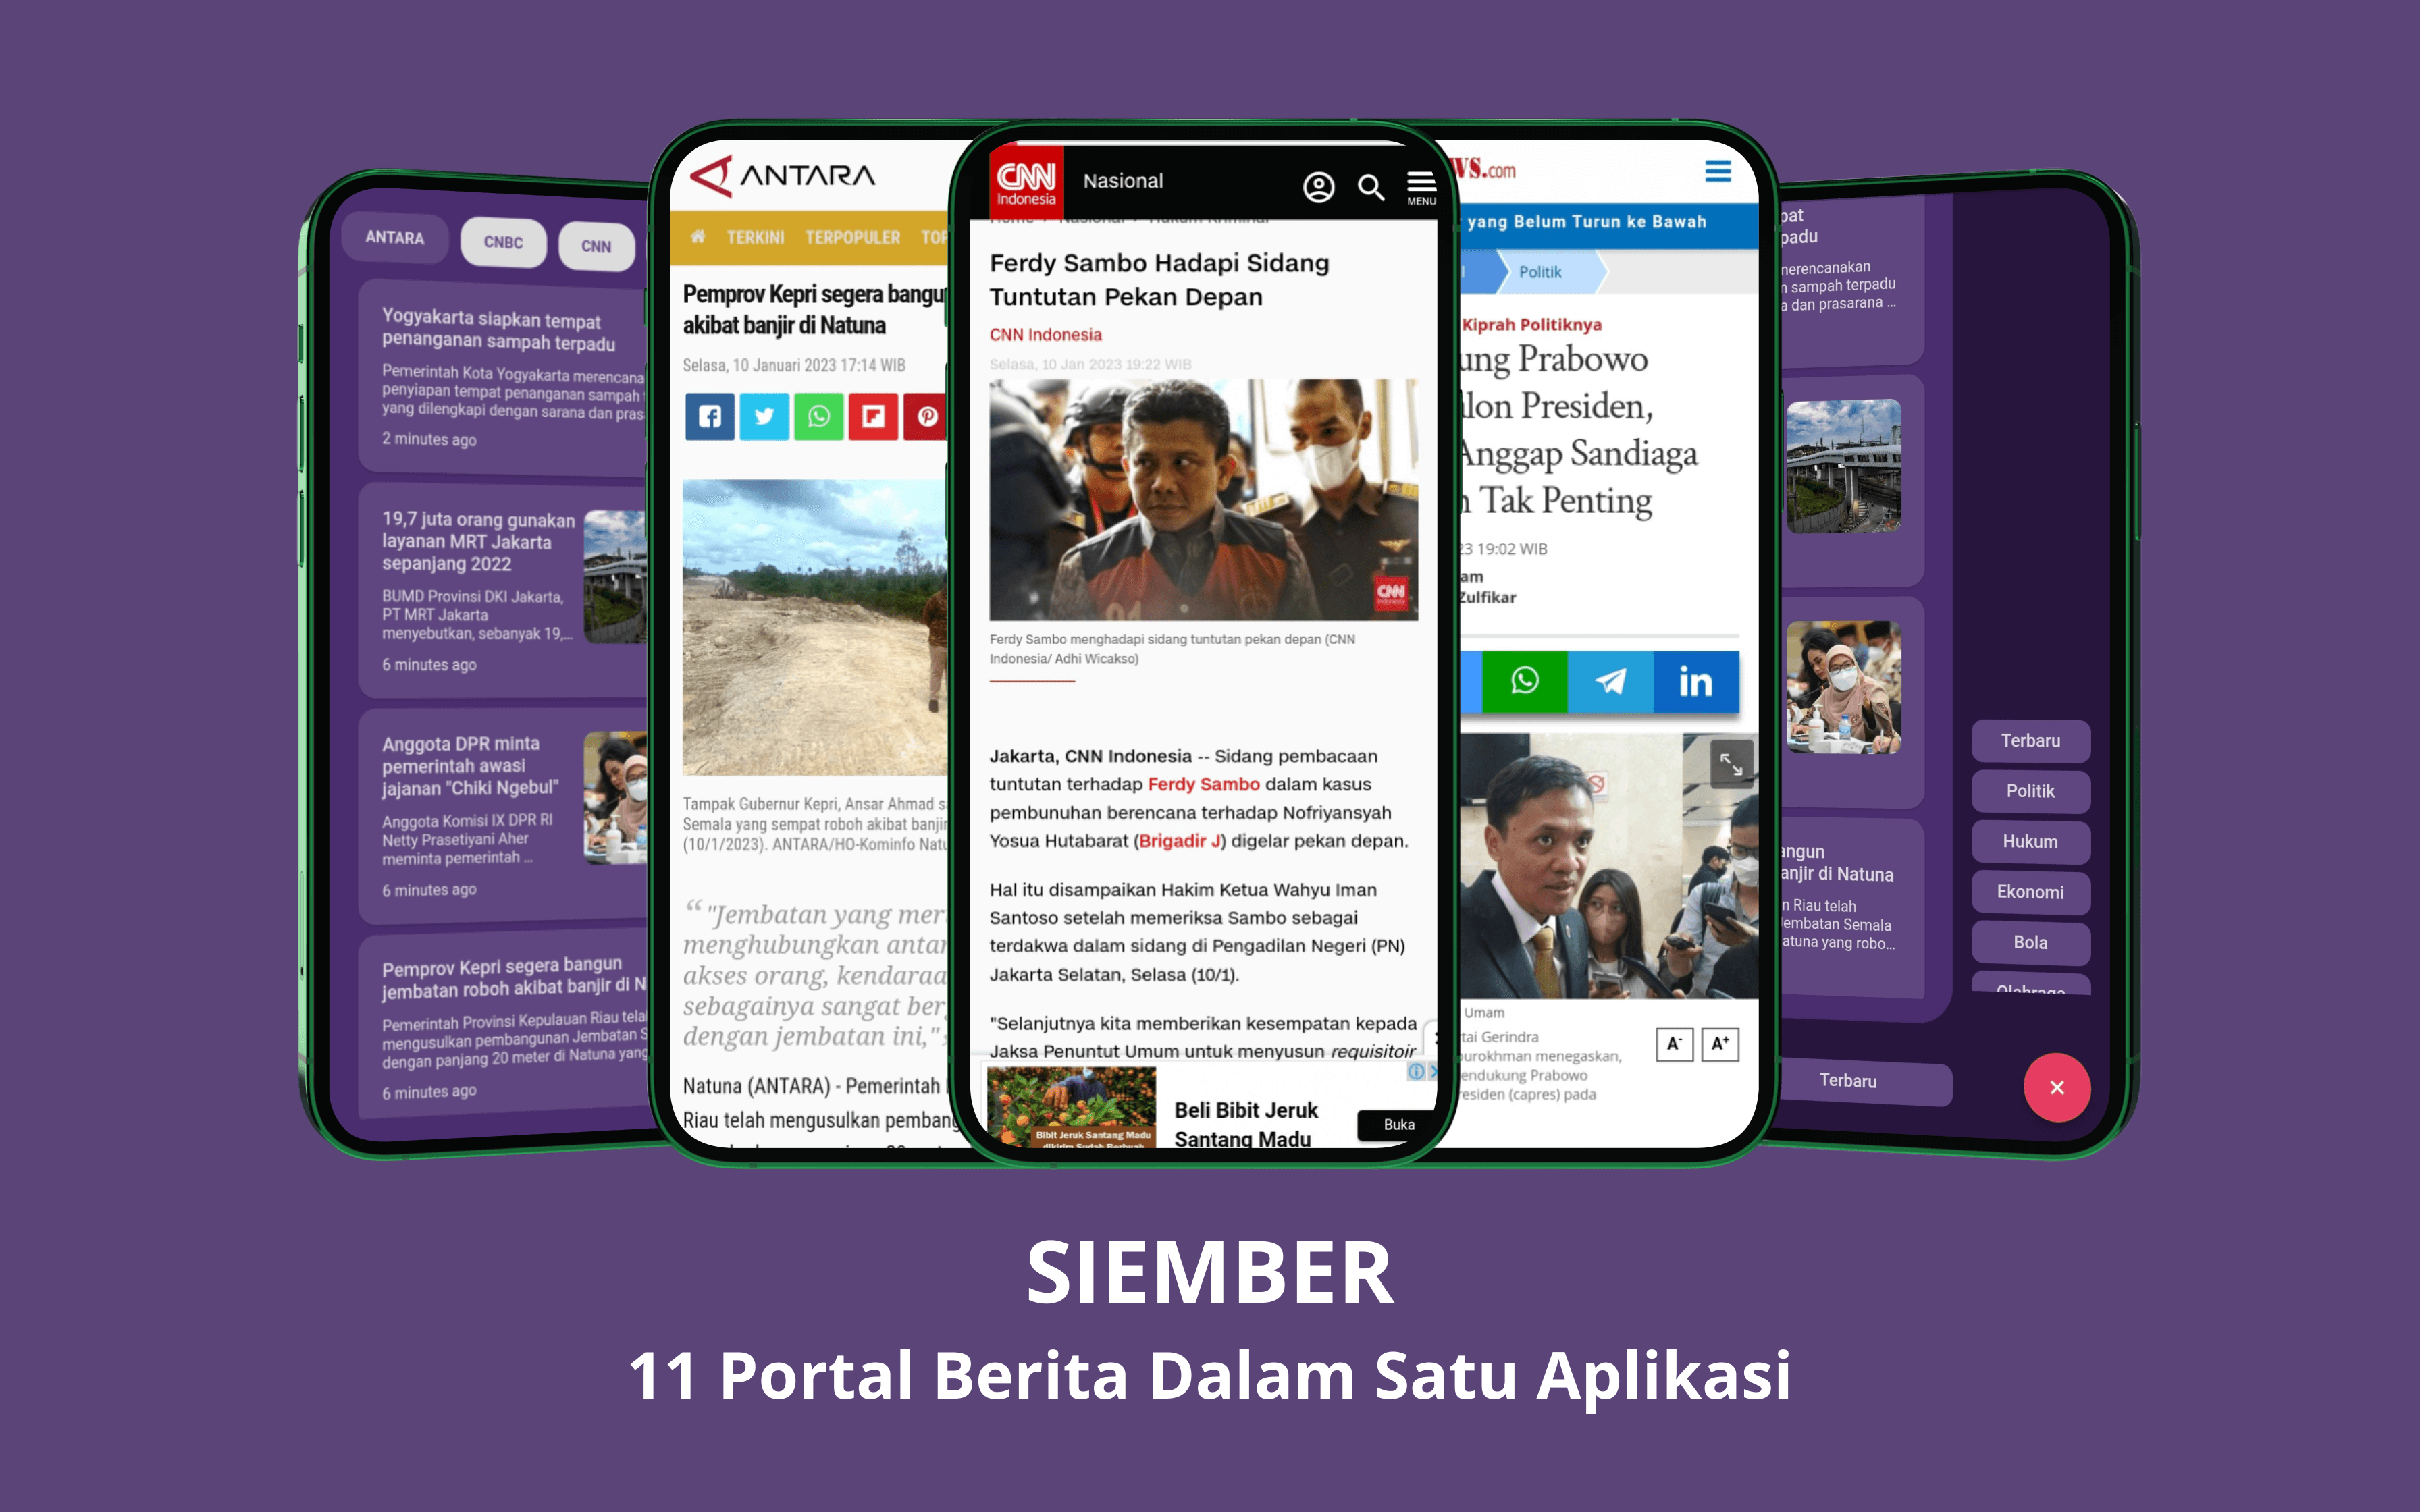 ANTARA
CNBC
CNN
Yogyakarta siapkan tempat
penanganan sampah terpadu
Pemerintah Kota Yogyakarta merencana
penyiapan tempat penanganan sampah
yang dilengkapi dengan sarana dan pras
2 minutes ago
19,7 juta orang gunakan
layanan MRT Jakarta
sepanjang 2022
BUMD Provinsi DKI Jakarta,
PT MRT Jakarta
menyebutkan, sebanyak 19,...
6 minutes ago
Anggota DPR minta
pemerintah awasi
jajanan "Chiki Ngebul"
Anggota Komisi IX DPR RI
Netty Prasetiyani Aher
meminta pemerintah ...
6 minutes ago
Pemprov Kepri segera bangun
jembatan roboh akibat banjir di N
Pemerintah Provinsi Kepulauan Riau tela
mengusulkan pembangunan Jembatan S
dengan panjang 20 meter di Natuna yang
6 minutes ago
ANTARA
TERKINI TERPOPULER TOP
Pemprov Kepri segera bangu
akibat banjir di Natuna
Selasa, 10 Januari 2023 17:14 WIB
Tampak Gubernur Kepri, Ansar Ahmad s
Semala yang sempat roboh akibat banjir
(10/1/2023). ANTARA/HO-Kominfo Natu
“ "Jembatan yang mer
menghubungkan antar
akses orang, kendaraa
sebagainya sangat ber
dengan jembatan ini,"
Natuna (ANTARA) - Pemerintah
Riau telah mengusulkan pembang
CNN
Indonesia
Nasional
MENU
Home Nasional Hukum Kriminal
Ferdy Sambo Hadapi Sidang
Tuntutan Pekan Depan
CNN Indonesia
Selasa, 10 Jan 2023 19:22 WIB
CNN
Indonesia
Ferdy Sambo menghadapi sidang tuntutan pekan depan (CNN
Indonesia/ Adhi Wicakso)
Jakarta, CNN Indonesia -- Sidang pembacaan
tuntutan terhadap Ferdy Sambo dalam kasus
pembunuhan berencana terhadap Nofriyansyah
Yosua Hutabarat (Brigadir J) digelar pekan depan.
Hal itu disampaikan Hakim Ketua Wahyu Iman
Santoso setelah memeriksa Sambo sebagai
terdakwa dalam sidang di Pengadilan Negeri (PN)
Jakarta Selatan, Selasa (10/1).
"Selanjutnya kita memberikan kesempatan kepada
Jaksa Penuntut Umum untuk menyusun requisitoir
Bibit Jeruk Santang Madu
dikirim Sudah Berbuah
Beli Bibit Jeruk
Santang Madu
Buka
WS.com
yang Belum Turun ke Bawah
Politik
Kiprah Politiknya
ung Prabowo
lon Presiden,
Anggap Sandiaga
n Tak Penting
23 19:02 WIB
am
Zulfikar
in
Umam
tai Gerindra
burokhman menegaskan,
endukung Prabowo
residen (capres) pada
A-
A+
pat
padu
merencanakan
n sampah terpadu
a dan prasarana ...
angun
anjir di Natuna
n Riau telah
Jembatan Semala
atuna yang robo...
Terbaru
Politik
Hukum
Ekonomi
Bola
Olahraga
Terbaru
SIEMBER
11 Portal Berita Dalam Satu Aplikasi